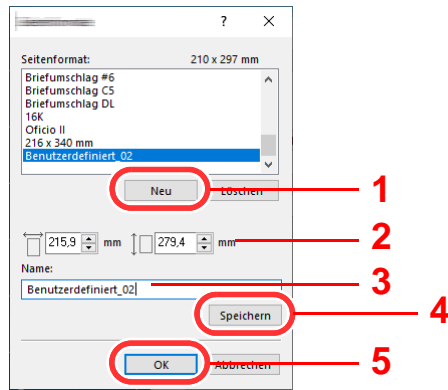 ? ×
Seitenformat: 210 x 297 mm
Briefumschlag #6
Briefumschlag C5
Briefumschlag DL
16K
Oficio II
216 x 340 mm
Benutzerdefiniert_02
Neu Löschen 1
215,9 mm 279,4 mm 2
Name:
Benutzerdefiniert_02 3
Speichern 4
OK Abbrechen 5